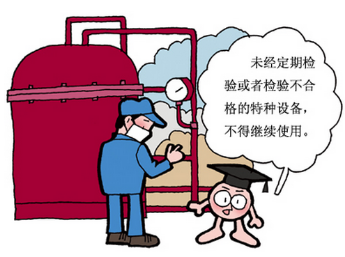 未经定期检
验或者检验不合
格的特种设备，
不得继续使用。